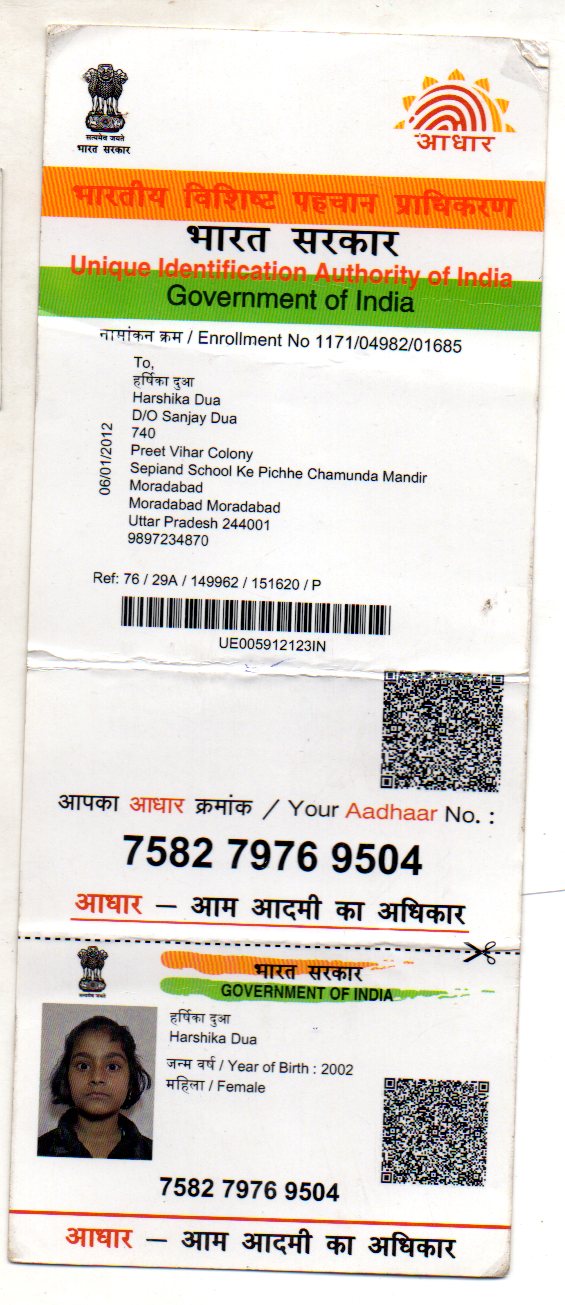 सत्यमेव जयते
भारत सरकार
आधार
भारतीय विशिष्ट पहचान प्राधिकरण
भारत सरकार
Unique Identification Authority of India
Government of India
नामांकन क्रम / Enrollment No 1171/04982/01685
To,
हर्षिका दुआ
Harshika Dua
D/O Sanjay Dua
740
Preet Vihar Colony
Sepiand School Ke Pichhe Chamunda Mandir
Moradabad
Moradabad Moradabad
Uttar Pradesh 244001
9897234870
06/01/2012
Ref: 76 / 29A / 149962 / 151620 / P
UE005912123IN
आपका आधार क्रमांक / Your Aadhaar No. :
7582 7976 9504
आधार – आम आदमी का अधिकार
सत्यमेव जयते
भारत सरकार
GOVERNMENT OF INDIA
हर्षिका दुआ
Harshika Dua
जन्म वर्ष / Year of Birth : 2002
महिला / Female
7582 7976 9504
आधार – आम आदमी का अधिकार